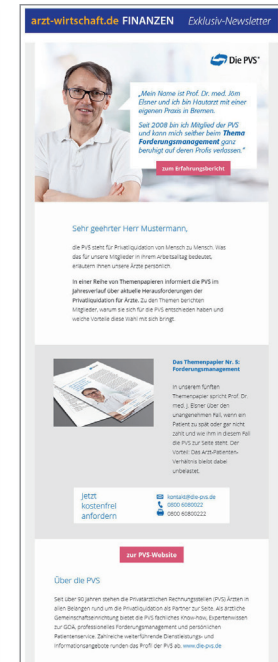 arzt-wirtschaft.de FINANZEN Exklusiv-Newsletter
Die PVS®
„Mein Name ist Prof. Dr. med. Jörn
Elsner und ich bin Hautarzt mit einer
eigenen Praxis in Bremen.
Seit 2008 bin ich Mitglied der PVS
und kann mich seither beim Thema
Forderungsmanagement ganz
beruhigt auf deren Profis verlassen."
zum Erfahrungsbericht
Sehr geehrter Herr Mustermann,
die PVS steht für Privatliquidation von Mensch zu Mensch. Was
das für unsere Mitglieder in ihrem Arbeitsalltag bedeutet,
erläutern ihnen unsere Ärzte persönlich.
In einer Reihe von Themenpapieren informiert die PVS im
Jahresverlauf über aktuelle Herausforderungen der
Privatliquidation für Ärzte. Zu den Themen berichten
Mitglieder, warum sie sich für die PVS entschieden haben und
welche Vorteile diese Wahl mit sich bringt.
Das Themenpapier Nr. 5:
Forderungsmanagement
In unserem fünften
Themenpapier spricht Prof. Dr.
med. J. Elsner über den
unangenehmen Fall, wenn ein
Patient zu spät oder gar nicht
zahlt und wie ihm in diesem Fall
die PVS zur Seite steht. Der
Vorteil: Das Arzt-Patienten-
Verhältnis bleibt dabei
unbelastet.
Jetzt
kostenfrei
anfordern
kontakt@die-pvs.de
0800 6080022
0800 60800222
zur PVS-Website
Über die PVS
Seit über 90 Jahren stehen die Privatärztlichen Rechnungsstellen (PVS) Ärzten in
allen Belangen rund um die Privatliquidation als Partner zur Seite. Als ärztliche
Gemeinschaftseinrichtung bietet die PVS fachliches Know-how, Expertenwissen
zur GOÄ, professionelles Forderungsmanagement und persönlichen
Patientenservice. Zahlreiche weiterführende Dienstleistungs- und
Informationsangebote runden das Profil der PVS ab. www.die-pvs.de